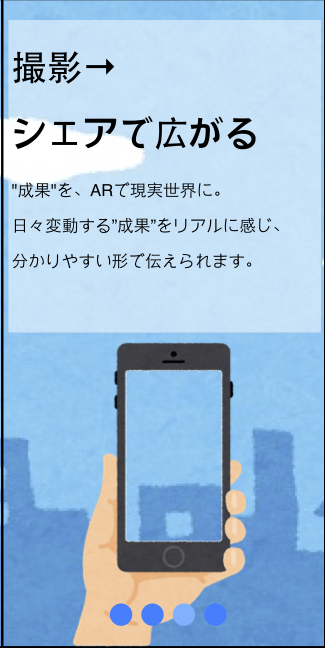 撮影→
シェアで広がる
"成果"を、ARで現実世界に。
日々変動する”成果”をリアルに感じ、
分かりやすい形で伝えられます。